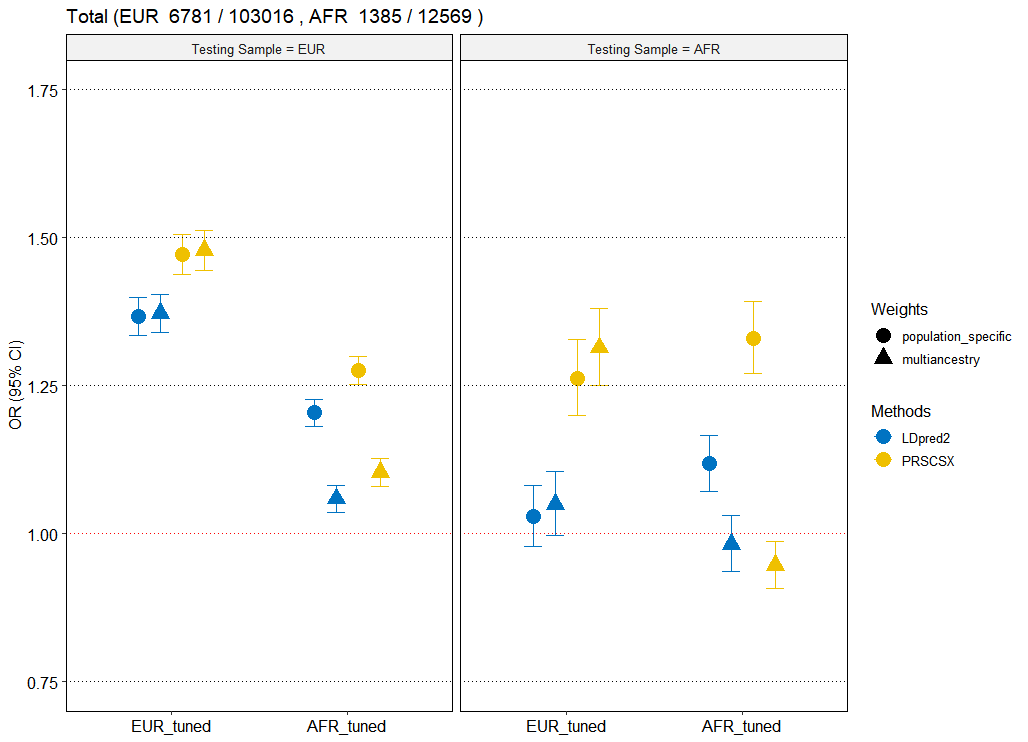 Total (EUR  6781 / 103016 , AFR  1385 / 12569 )
Testing Sample = EUR
Testing Sample = AFR
OR (95% CI)
1.75
1.50
1.25
1.00
0.75
EUR_tuned
AFR_tuned
EUR_tuned
AFR_tuned
Weights
population_specific
multiancestry
Methods
LDpred2
PRSCSX